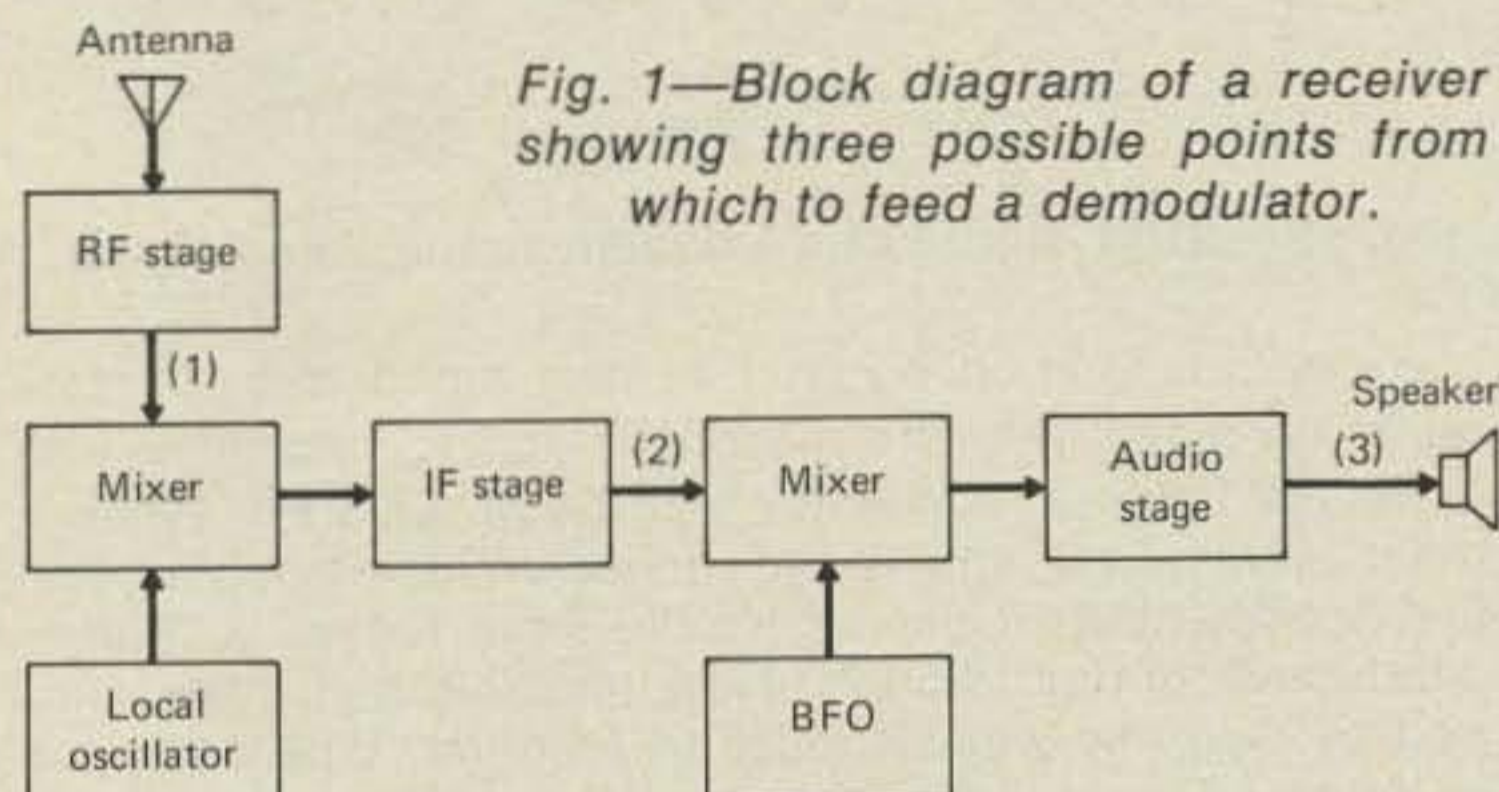 Antenna
Fig. 1—Block diagram of a receiver
showing three possible points from
which to feed a demodulator.
RF stage
(1)
Speaker
Mixer
IF stage
(2)
Mixer
Audio
stage
(3)
Local
oscillator
BFO